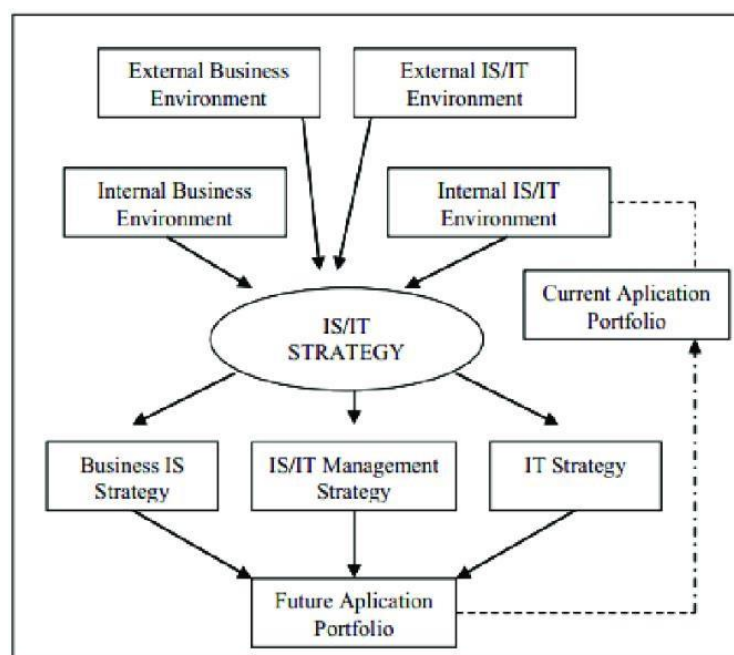 External Business
Environment
External IS/IT
Environment
Internal Business
Environment
Internal IS/IT
Environment
Current Aplication
Portfolio
IS/IT
STRATEGY
Business IS
Strategy
IS/IT Management
Strategy
IT Strategy
Future Aplication
Portfolio